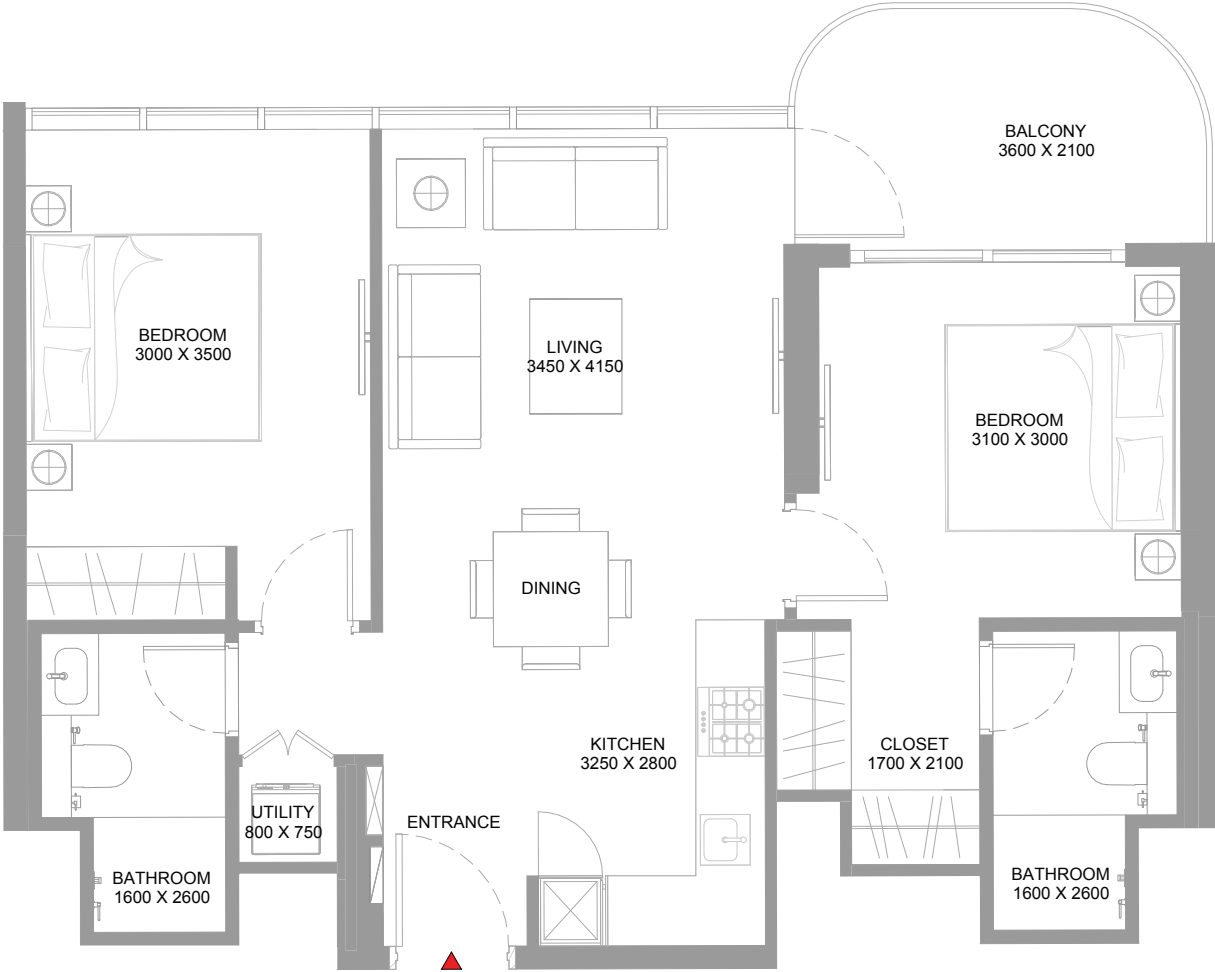 BALCONY
3600 X 2100
BEDROOM
3000 X 3500
LIVING
3450 X 4150
BEDROOM
3100 X 3000
DINING
KITCHEN
3250 X 2800
CLOSET
1700 X 2100
UTILITY
800 X 750
ENTRANCE
BATHROOM
1600 X 2600
BATHROOM
1600 X 2600